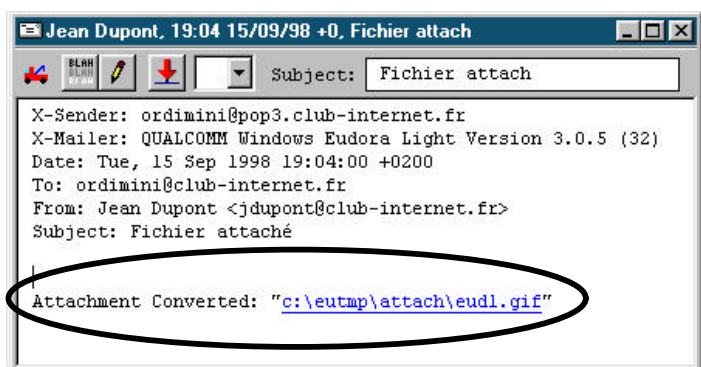 Jean Dupont, 19:04 15/09/98 +0, Fichier attach
BLAH
BLAH
BLAH
Subject: Fichier attach
X-Sender: ordimini@pop3.club-internet.fr
X-Mailer: QUALCOMM Windows Eudora Light Version 3.0.5 (32)
Date: Tue, 15 Sep 1998 19:04:00 +0200
To: ordimini@club-internet.fr
From: Jean Dupont <jdupont@club-internet.fr>
Subject: Fichier attaché
Attachment Converted: "c:\eutmp\attach\eudl.gif"